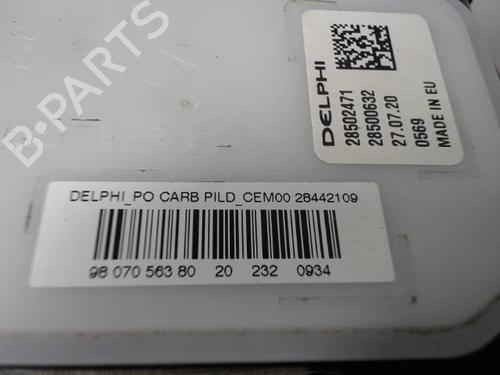 B-PARTS
DELPHI
28502471
28500632
27.07.20
0569
MADE IN EU
DELPHI_PO CARB PILD_CEM00 28442109
98 070 563 80 20 232 0934